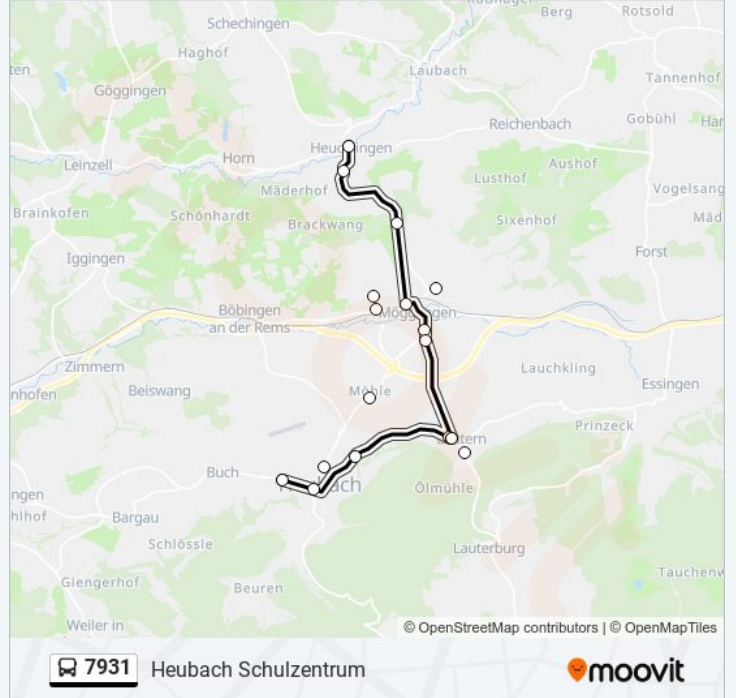 Schechingen
Berg
Rotsold
Haghof
Laubach
Tannenhof
Göggingen
Reichenbach
Gobühl
Horn
Leinzell
Aushof
Lusthof
Mäderhof
Vogelsang
Brainkofen
Schönhardt
Sixenhof
Brackwang
Iggingen
Forst
Böbingen
an der Rems
Zimmern
Lauchkling
Essingen
Beiswang
Prinzeck
Buch
Ölmühle
Bargau
Schlössle
Lauterburg
Giengerhof
Beuren
Weiler in
© OpenStreetMap contributors | © OpenMapTiles
7931 Heubach Schulzentrum
moovit